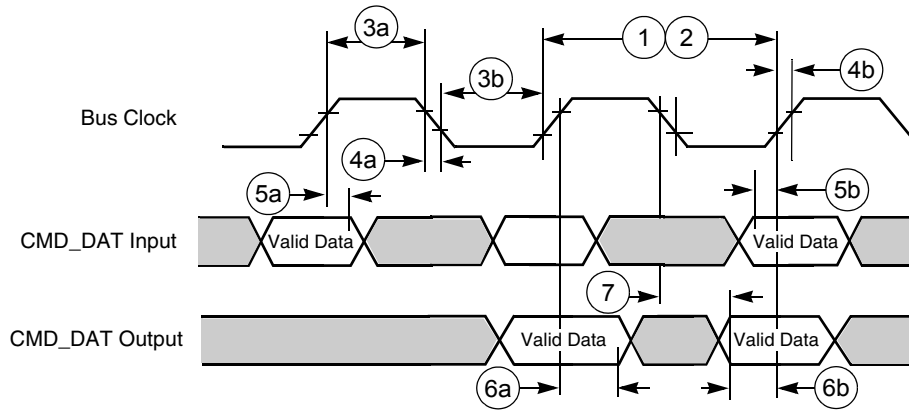 3a
1 2
3b
4b
Bus Clock
4a
5a
5b
CMD_DAT Input
Valid Data
Valid Data
7
CMD_DAT Output
Valid Data
Valid Data
6a
6b